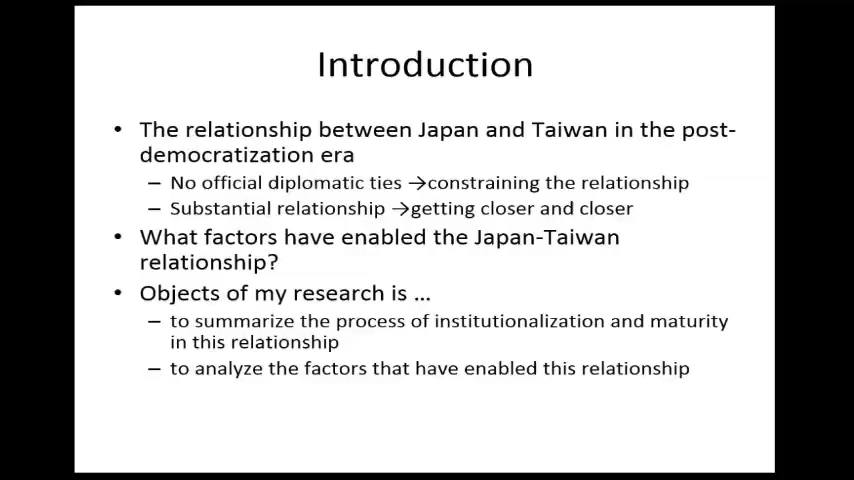 Introduction
• The relationship between Japan and Taiwan in the post-
democratization era
– No official diplomatic ties →constraining the relationship
– Substantial relationship →getting closer and closer
• What factors have enabled the Japan-Taiwan
relationship?
• Objects of my research is …
– to summarize the process of institutionalization and maturity
in this relationship
– to analyze the factors that have enabled this relationship